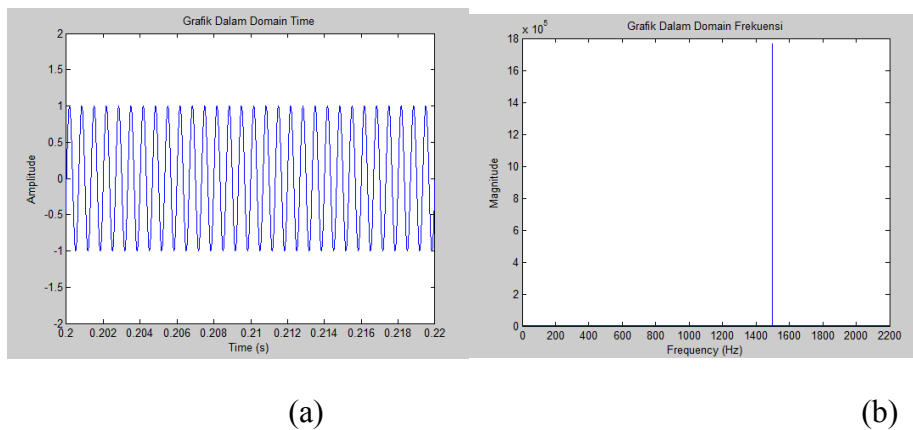 Grafik Dalam Domain Time
2
1.5
1
0.5
0
-0.5
-1
-1.5
-2
0.2 0.202 0.204 0.206 0.208 0.21 0.212 0.214 0.216 0.218 0.22
Time (s)
Amplitude
(a)
Grafik Dalam Domain Frekuensi
x 10^5
18
16
14
12
10
8
6
4
2
0
0 200 400 600 800 1000 1200 1400 1600 1800 2000 2200
Frequency (Hz)
Magnitude
(b)